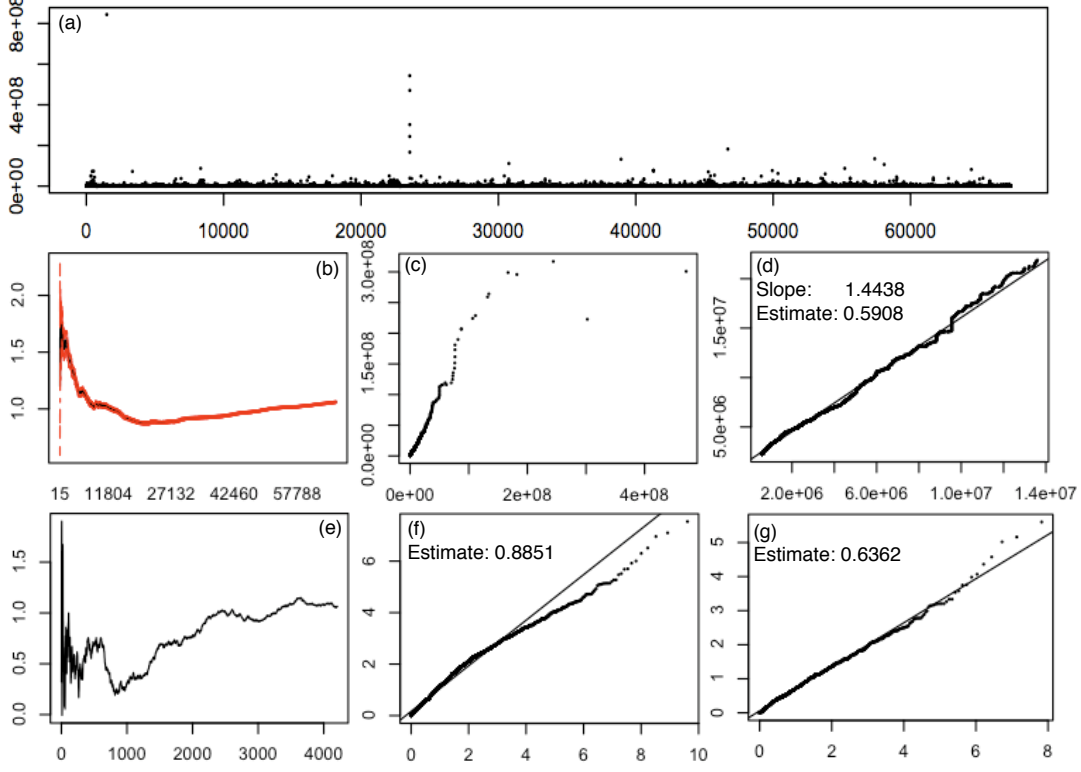 (a)
8e+08
4e+08
0e+00
0 10000 20000 30000 40000 50000 60000
(b)
2.0
1.5
1.0
15 11804 27132 42460 57788
(c)
3.0e+08
1.5e+08
0.0e+00
0e+00 2e+08 4e+08
(d)
Slope: 1.4438
Estimate: 0.5908
1.5e+07
5.0e+06
2.0e+06 6.0e+06 1.0e+07 1.4e+07
(e)
1.5
1.0
0.5
0.0
0 1000 2000 3000 4000
(f)
Estimate: 0.8851
6
4
2
0
0 2 4 6 8 10
(g)
Estimate: 0.6362
5
4
3
2
1
0
0 2 4 6 8